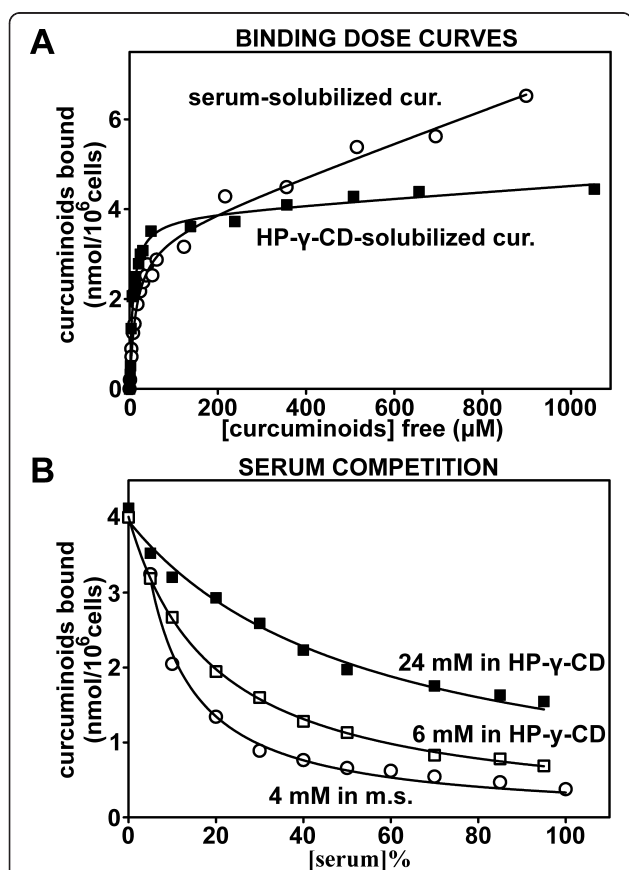 A
BINDING DOSE CURVES
serum-solubilized cur.
HP-γ-CD-solubilized cur.
curcuminoids bound
(nmol/10⁶cells)
6
4
2
0
0 200 400 600 800 1000
[curcuminoids] free (µM)
B
SERUM COMPETITION
curcuminoids bound
(nmol/10⁶cells)
4
3
2
1
0
24 mM in HP-γ-CD
6 mM in HP-y-CD
4 mM in m.s.
0 20 40 60 80 100
[serum]%